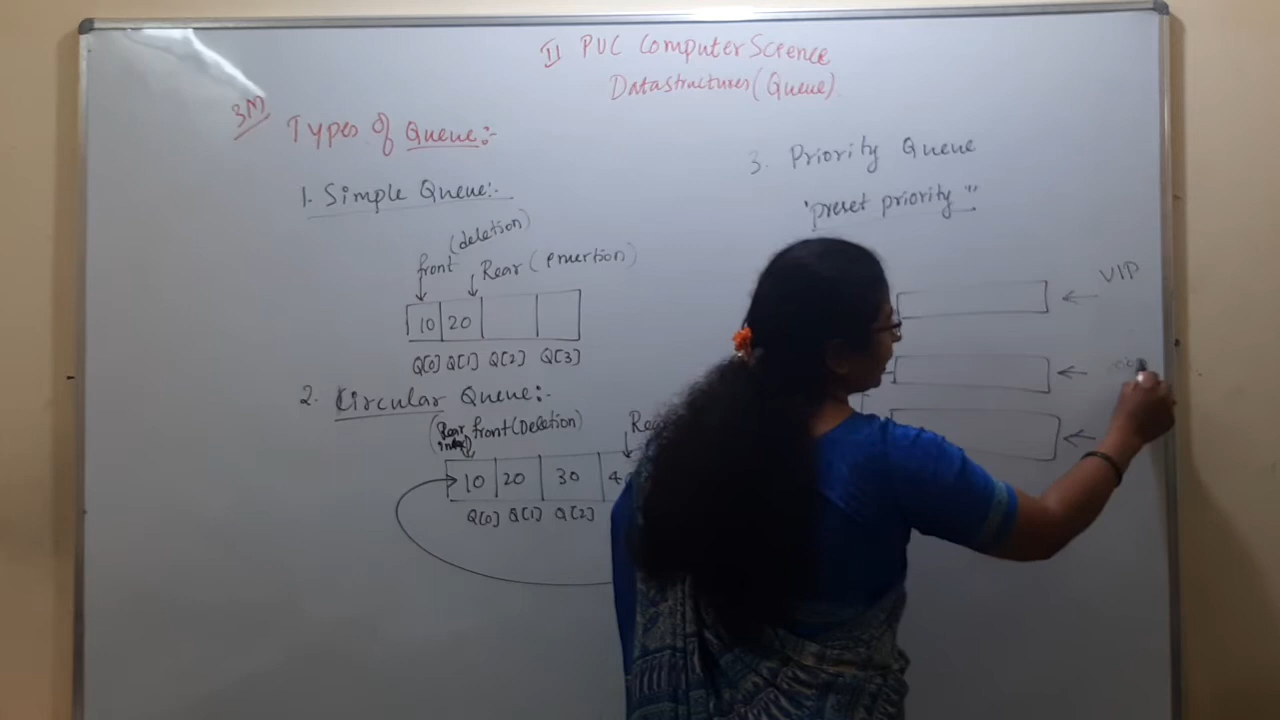 II PUC Computer Science
Datastructures (Queue)
3M
Types of Queue:-
1. Simple Queue:-
(deletion)
front
Rear (insertion)
10 20
Q[0] Q[1] Q[2] Q[3]
2. Circular Queue:-
(Rear
front (Deletion)
Rea
10 20 30 4
Q[0] Q[1] Q[2]
3. Priority Queue
"preset priority"
VIP